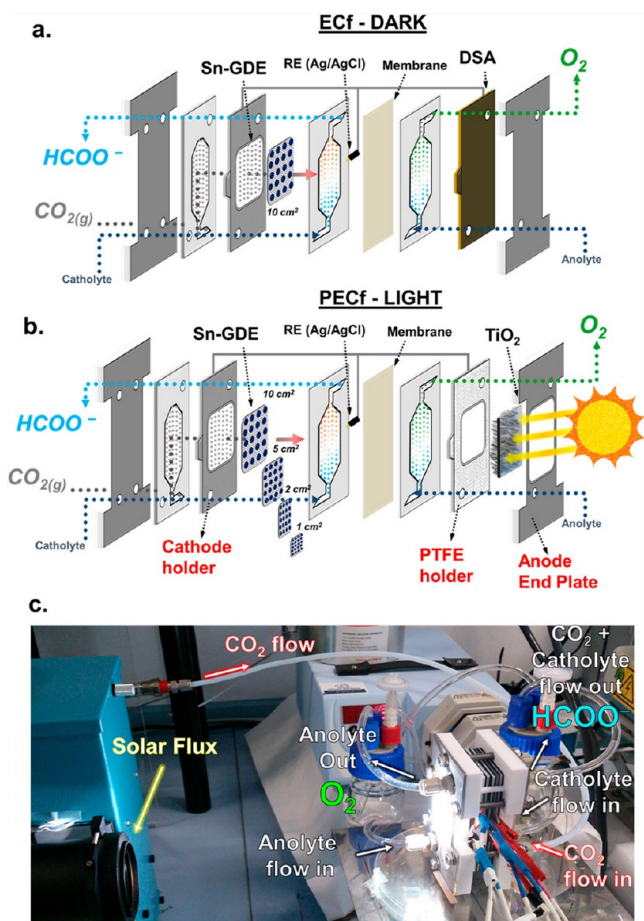 a.
ECf - DARK
Sn-GDE
RE (Ag/AgCl)
Membrane
DSA
O2
HCOO −
CO2(g)
10 cm2
Catholyte
Anolyte
PECf - LIGHT
b.
Sn-GDE
RE (Ag/AgCl)
Membrane
TiO2
O2
10 cm2
HCOO −
5 cm2
CO2(g)
2 cm2
Catholyte
1 cm2
Anolyte
Cathode
holder
PTFE
holder
Anode
End Plate
c.
CO2 flow
CO2 +
Catholyte
flow out
HCOO-
Solar Flux
Anolyte
Out
O2
Catholyte
flow in
Anolyte
flow in
CO2
flow in